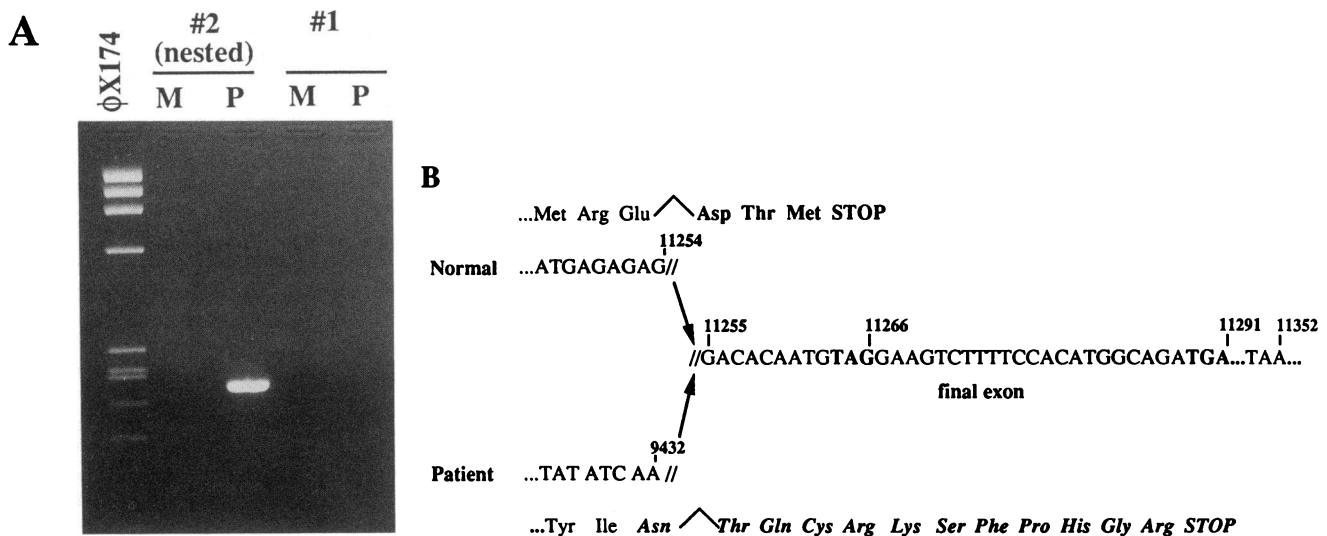 A
ϕX174
#2
(nested)
#1
M P M P
B
...Met Arg Glu Asp Thr Met STOP
11254
Normal ...ATGAGAGAG//
11255 11266 11291 11352
//GACACAATGTAGGAAGTCTTTTCCACATGGCAGATGA...TAA...
final exon
9432
Patient ...TAT ATC AA //
...Tyr Ile Asn Thr Gln Cys Arg Lys Ser Phe Pro His Gly Arg STOP